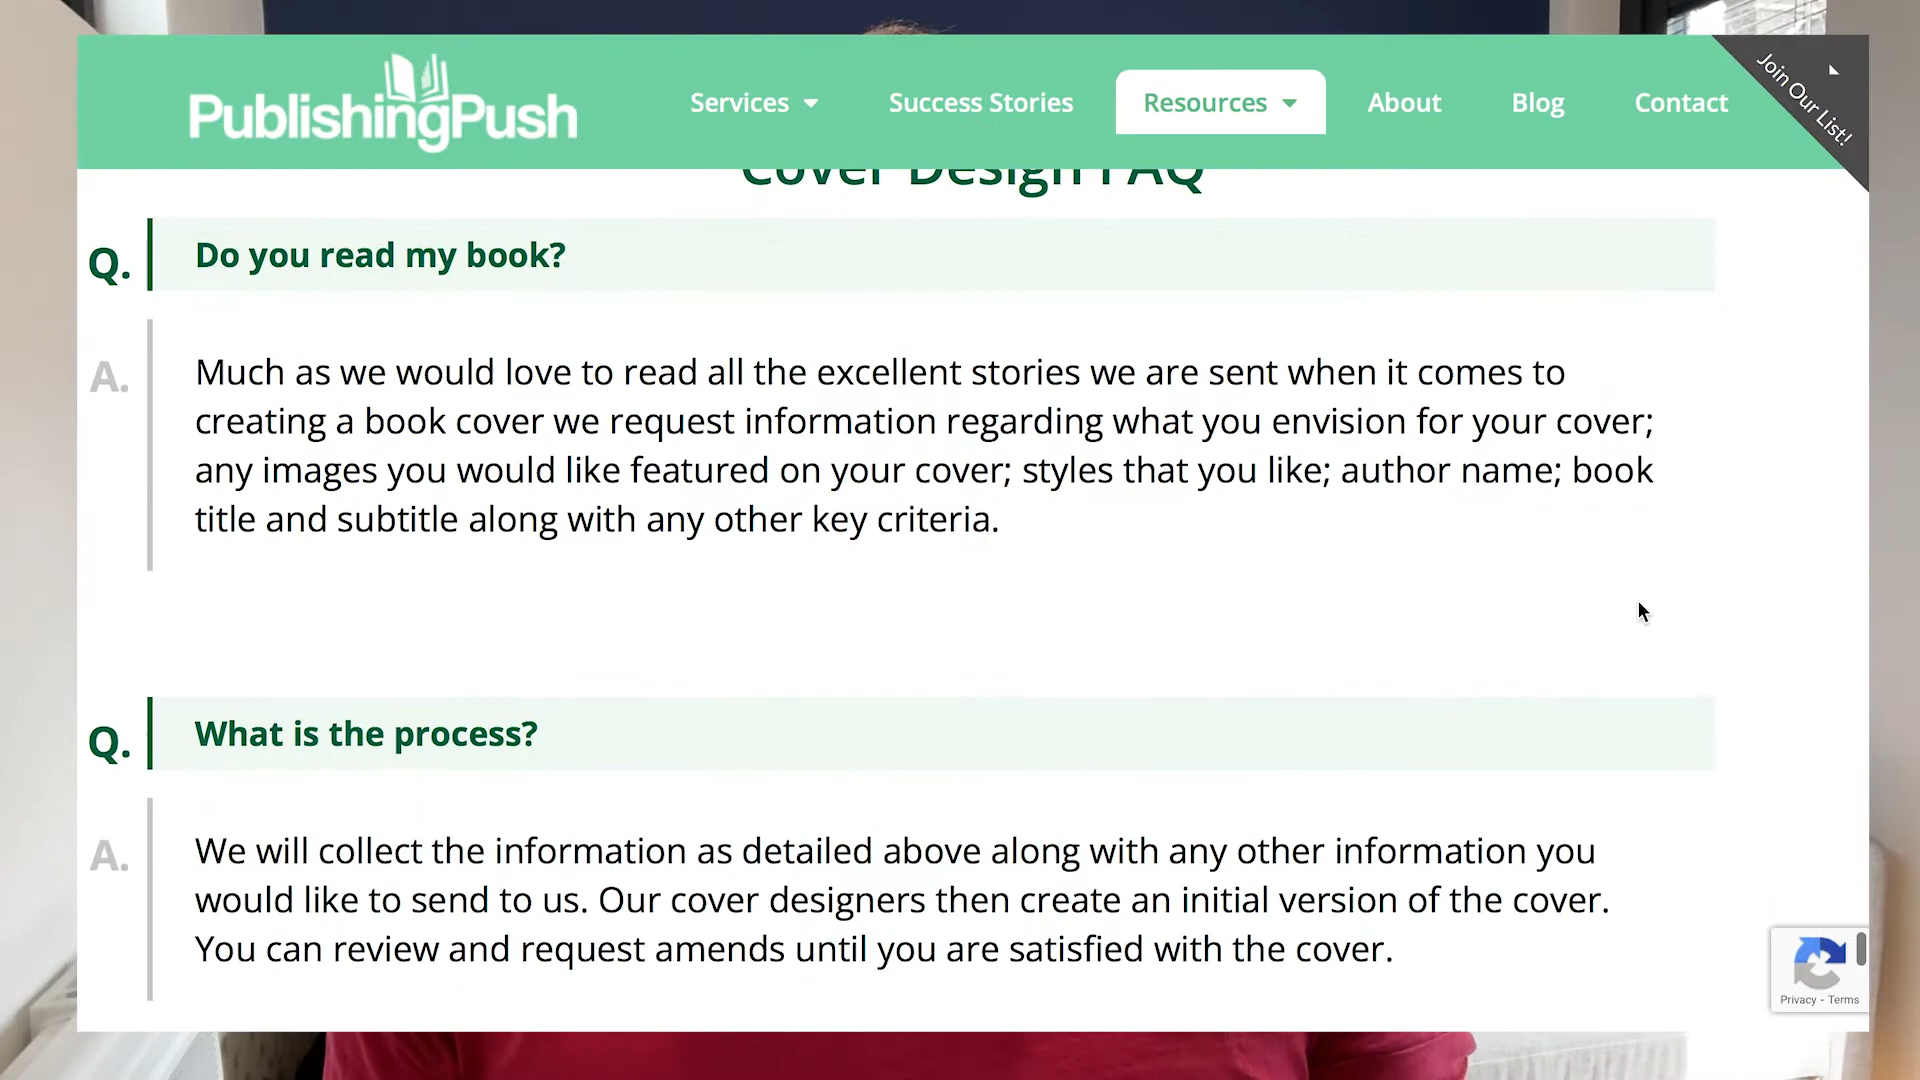 PublishingPush
Services
Success Stories
Resources
About
Blog
Contact
Join Our List!
Cover Design FAQ
Q.
Do you read my book?
A.
Much as we would love to read all the excellent stories we are sent when it comes to
creating a book cover we request information regarding what you envision for your cover;
any images you would like featured on your cover; styles that you like; author name; book
title and subtitle along with any other key criteria.
Q.
What is the process?
A.
We will collect the information as detailed above along with any other information you
would like to send to us. Our cover designers then create an initial version of the cover.
You can review and request amends until you are satisfied with the cover.
Privacy - Terms